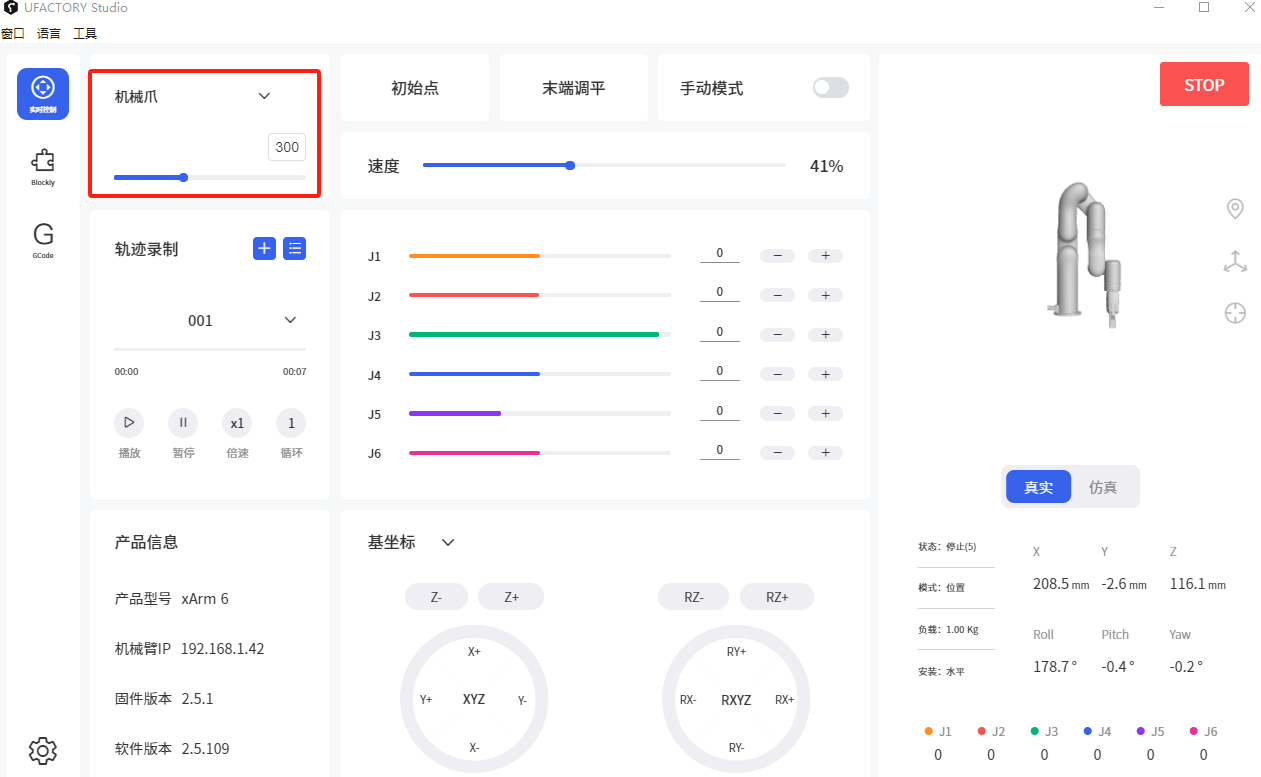 UFACTORY Studio
窗口 语言 工具
实时控制
Blockly
G
GCode
机械爪
300
轨迹录制
001
00:00 00:07
x1 1
播放 暂停 倍速 循环
产品信息
产品型号 xArm 6
机械臂IP 192.168.1.42
固件版本 2.5.1
软件版本 2.5.109
初始点 末端调平 手动模式
速度 41%
J1 0 − +
J2 0 − +
J3 0 − +
J4 0 − +
J5 0 − +
J6 0 − +
基坐标
Z- Z+ RZ- RZ+
X+ RY+
Y+ XYZ Y- RX- RXYZ RX+
X- RY-
STOP
真实 仿真
状态：停止(5)
模式：位置
负载：1.00 Kg
安装：水平
X Y Z
208.5 mm -2.6 mm 116.1 mm
Roll Pitch Yaw
178.7 ° -0.4 ° -0.2 °
J1 J2 J3 J4 J5 J6
0 0 0 0 0 0